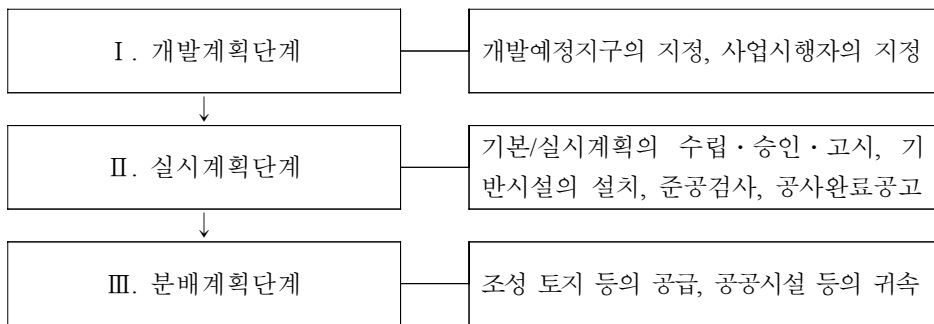 Ⅰ. 개발계획단계
개발예정지구의 지정, 사업시행자의 지정
Ⅱ. 실시계획단계
기본/실시계획의 수립・승인・고시, 기
반시설의 설치, 준공검사, 공사완료공고
Ⅲ. 분배계획단계
조성 토지 등의 공급, 공공시설 등의 귀속